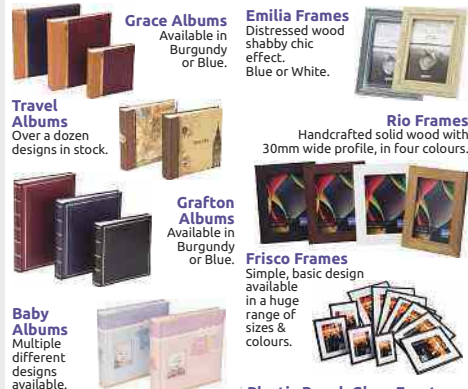 Grace Albums
Available in
Burgundy
or Blue.
Travel
Albums
Over a dozen
designs in stock.
Grafton
Albums
Available in
Burgundy
or Blue.
Baby
Albums
Multiple
different
designs
available.
Emilia Frames
Distressed wood
shabby chic
effect.
Blue or White.
Rio Frames
Handcrafted solid wood with
30mm wide profile, in four colours.
Frisco Frames
Simple, basic design
available
in a huge
range of
sizes &
colours.